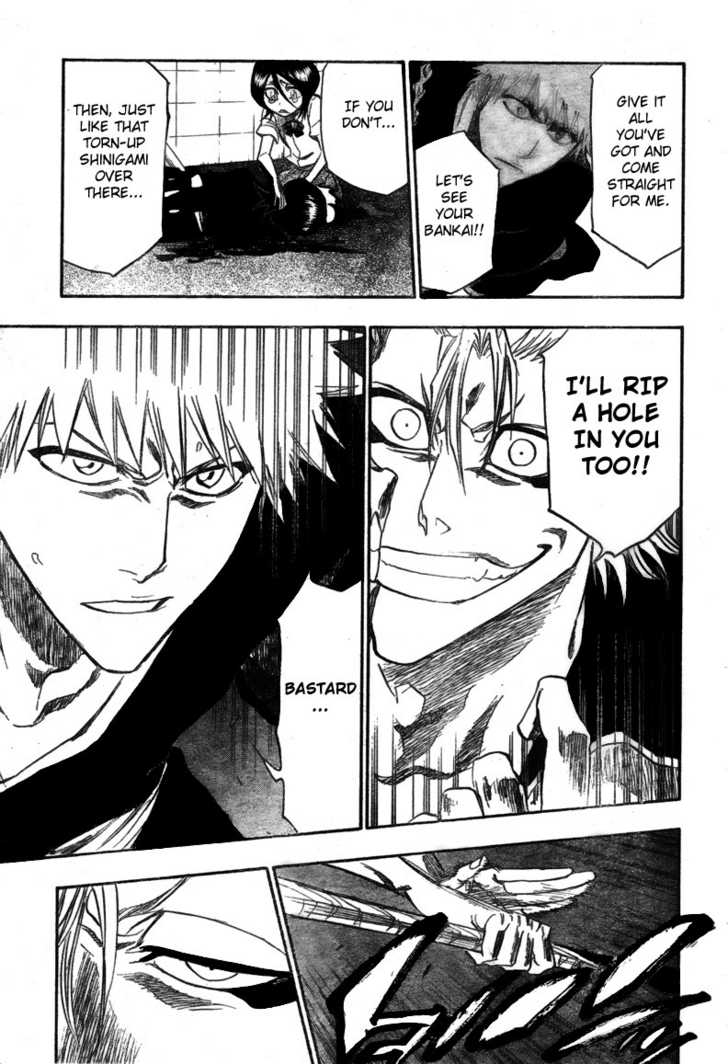 GIVE IT
ALL
YOU'VE
GOT AND
COME
STRAIGHT
FOR ME.
LET'S
SEE
YOUR
BANKAI!!
IF YOU
DON'T...
THEN, JUST
LIKE THAT
TORN-UP
SHINIGAMI
OVER
THERE...
I'LL RIP
A HOLE
IN YOU
TOO!!
BASTARD
...